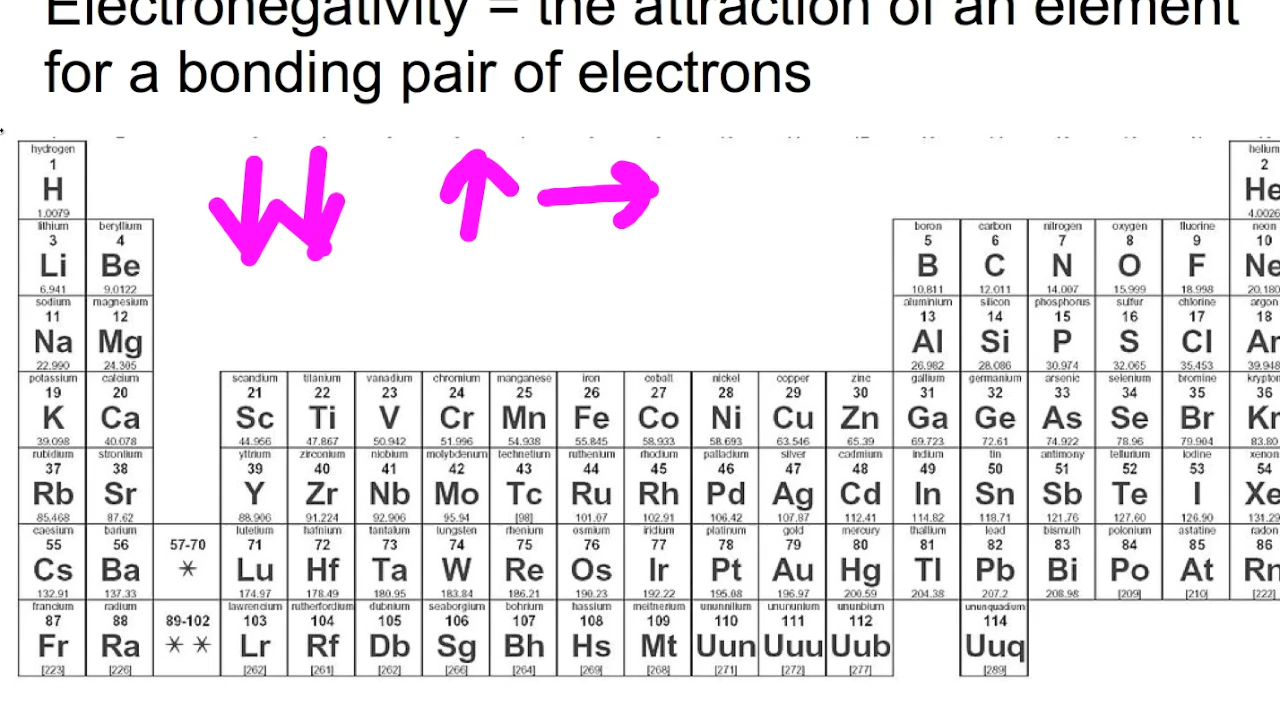 Electronegativity = the attraction of an element
for a bonding pair of electrons
hydrogen helium
1 2
H He
1.0079 4.0026
lithium beryllium boron carbon nitrogen oxygen fluorine neon
3 4 5 6 7 8 9 10
Li Be B C N O F Ne
6.941 9.0122 10.811 12.011 14.007 15.999 18.998 20.180
sodium magnesium aluminium silicon phosphorus sulfur chlorine argon
11 12 13 14 15 16 17 18
Na Mg Al Si P S Cl Ar
22.990 24.305 26.982 28.086 30.974 32.065 35.453 39.948
potassium calcium scandium titanium vanadium chromium manganese iron cobalt nickel copper zinc gallium germanium arsenic selenium bromine krypton
19 20 21 22 23 24 25 26 27 28 29 30 31 32 33 34 35 36
K Ca Sc Ti V Cr Mn Fe Co Ni Cu Zn Ga Ge As Se Br Kr
39.098 40.078 44.956 47.867 50.942 51.996 54.938 55.845 58.933 58.693 63.546 65.39 69.723 72.61 74.922 78.96 79.904 83.80
rubidium strontium yttrium zirconium niobium molybdenum technetium ruthenium rhodium palladium silver cadmium indium tin antimony tellurium iodine xenon
37 38 39 40 41 42 43 44 45 46 47 48 49 50 51 52 53 54
Rb Sr Y Zr Nb Mo Tc Ru Rh Pd Ag Cd In Sn Sb Te I Xe
85.468 87.62 88.906 91.224 92.906 95.94 [98] 101.07 102.91 106.42 107.87 112.41 114.82 118.71 121.76 127.60 126.90 131.29
caesium barium lutetium hafnium tantalum tungsten rhenium osmium iridium platinum gold mercury thallium lead bismuth polonium astatine radon
55 56 57-70 71 72 73 74 75 76 77 78 79 80 81 82 83 84 85 86
Cs Ba * Lu Hf Ta W Re Os Ir Pt Au Hg Tl Pb Bi Po At Rn
132.91 137.33 174.97 178.49 180.95 183.84 186.21 190.23 192.22 195.08 196.97 200.59 204.38 207.2 208.98 [209] [210] [222]
francium radium lawrencium rutherfordium dubnium seaborgium bohrium hassium meitnerium ununnilium unununium ununbium ununquadium
87 88 89-102 103 104 105 106 107 108 109 110 111 112 114
Fr Ra * * Lr Rf Db Sg Bh Hs Mt Uun Uuu Uub Uuq
[223] [226] [262] [261] [262] [266] [264] [269] [268] [271] [272] [277] [289]